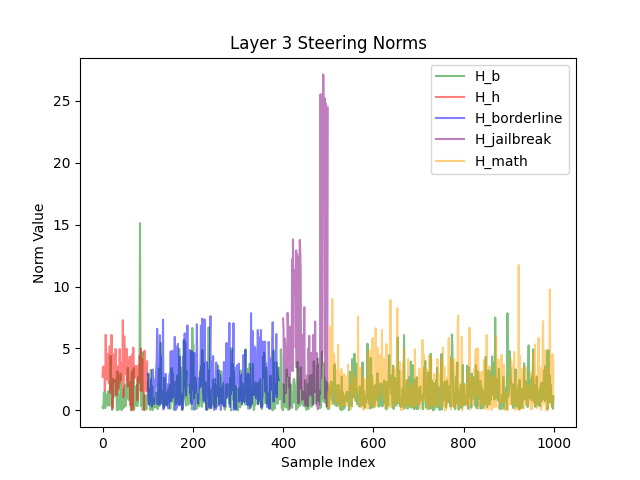 Layer 3 Steering Norms
H_b
H_h
H_borderline
H_jailbreak
H_math
Norm Value
25
20
15
10
5
0
0 200 400 600 800 1000
Sample Index